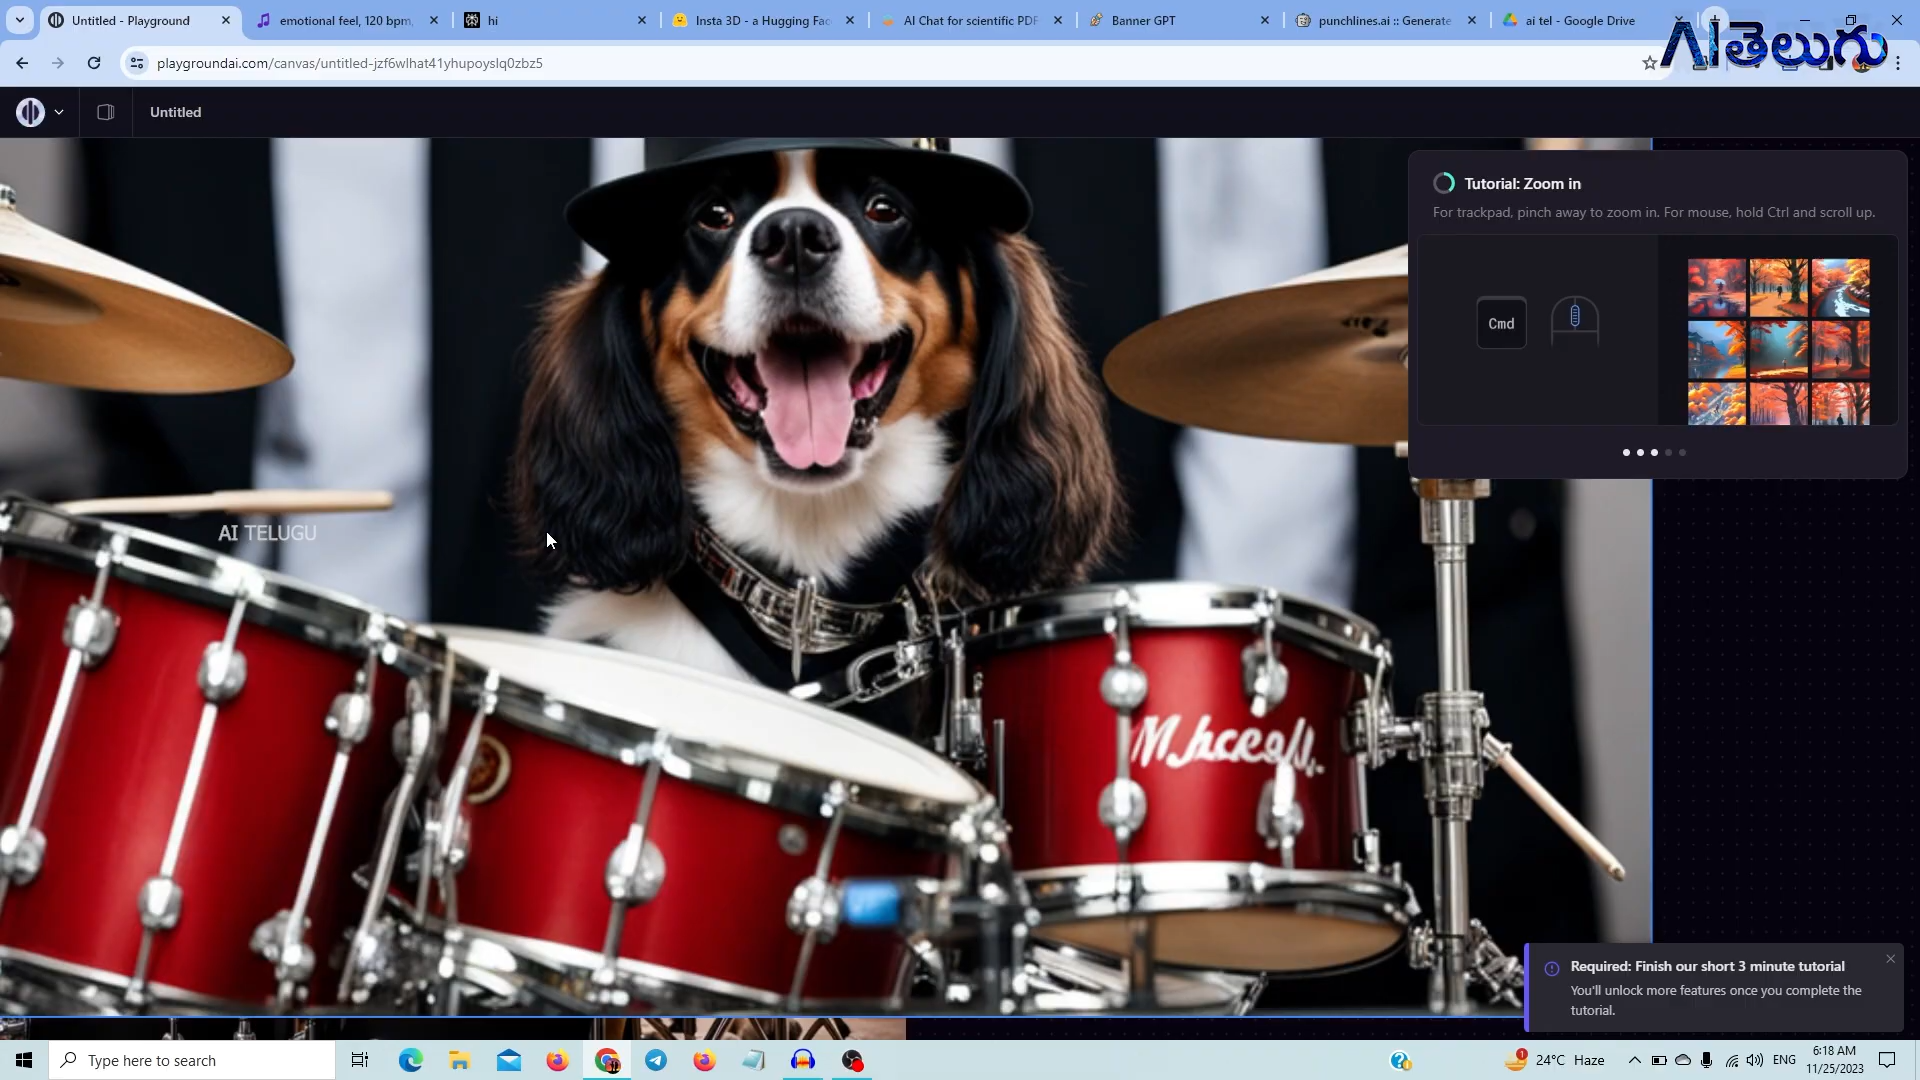 Untitled - Playground
emotional feel, 120 bpm,
hi
Insta 3D - a Hugging Fac
AI Chat for scientific PDF
Banner GPT
punchlines.ai :: Generate
ai tel - Google Drive
AIతెలుగు
playgroundai.com/canvas/untitled-jzf6wlhat41yhupoyslq0zbz5
Untitled
Tutorial: Zoom in
For trackpad, pinch away to zoom in. For mouse, hold Ctrl and scroll up.
Cmd
AI TELUGU
Required: Finish our short 3 minute tutorial
You'll unlock more features once you complete the
tutorial.
Type here to search
1
24°C Haze
ENG
6:18 AM
11/25/2023